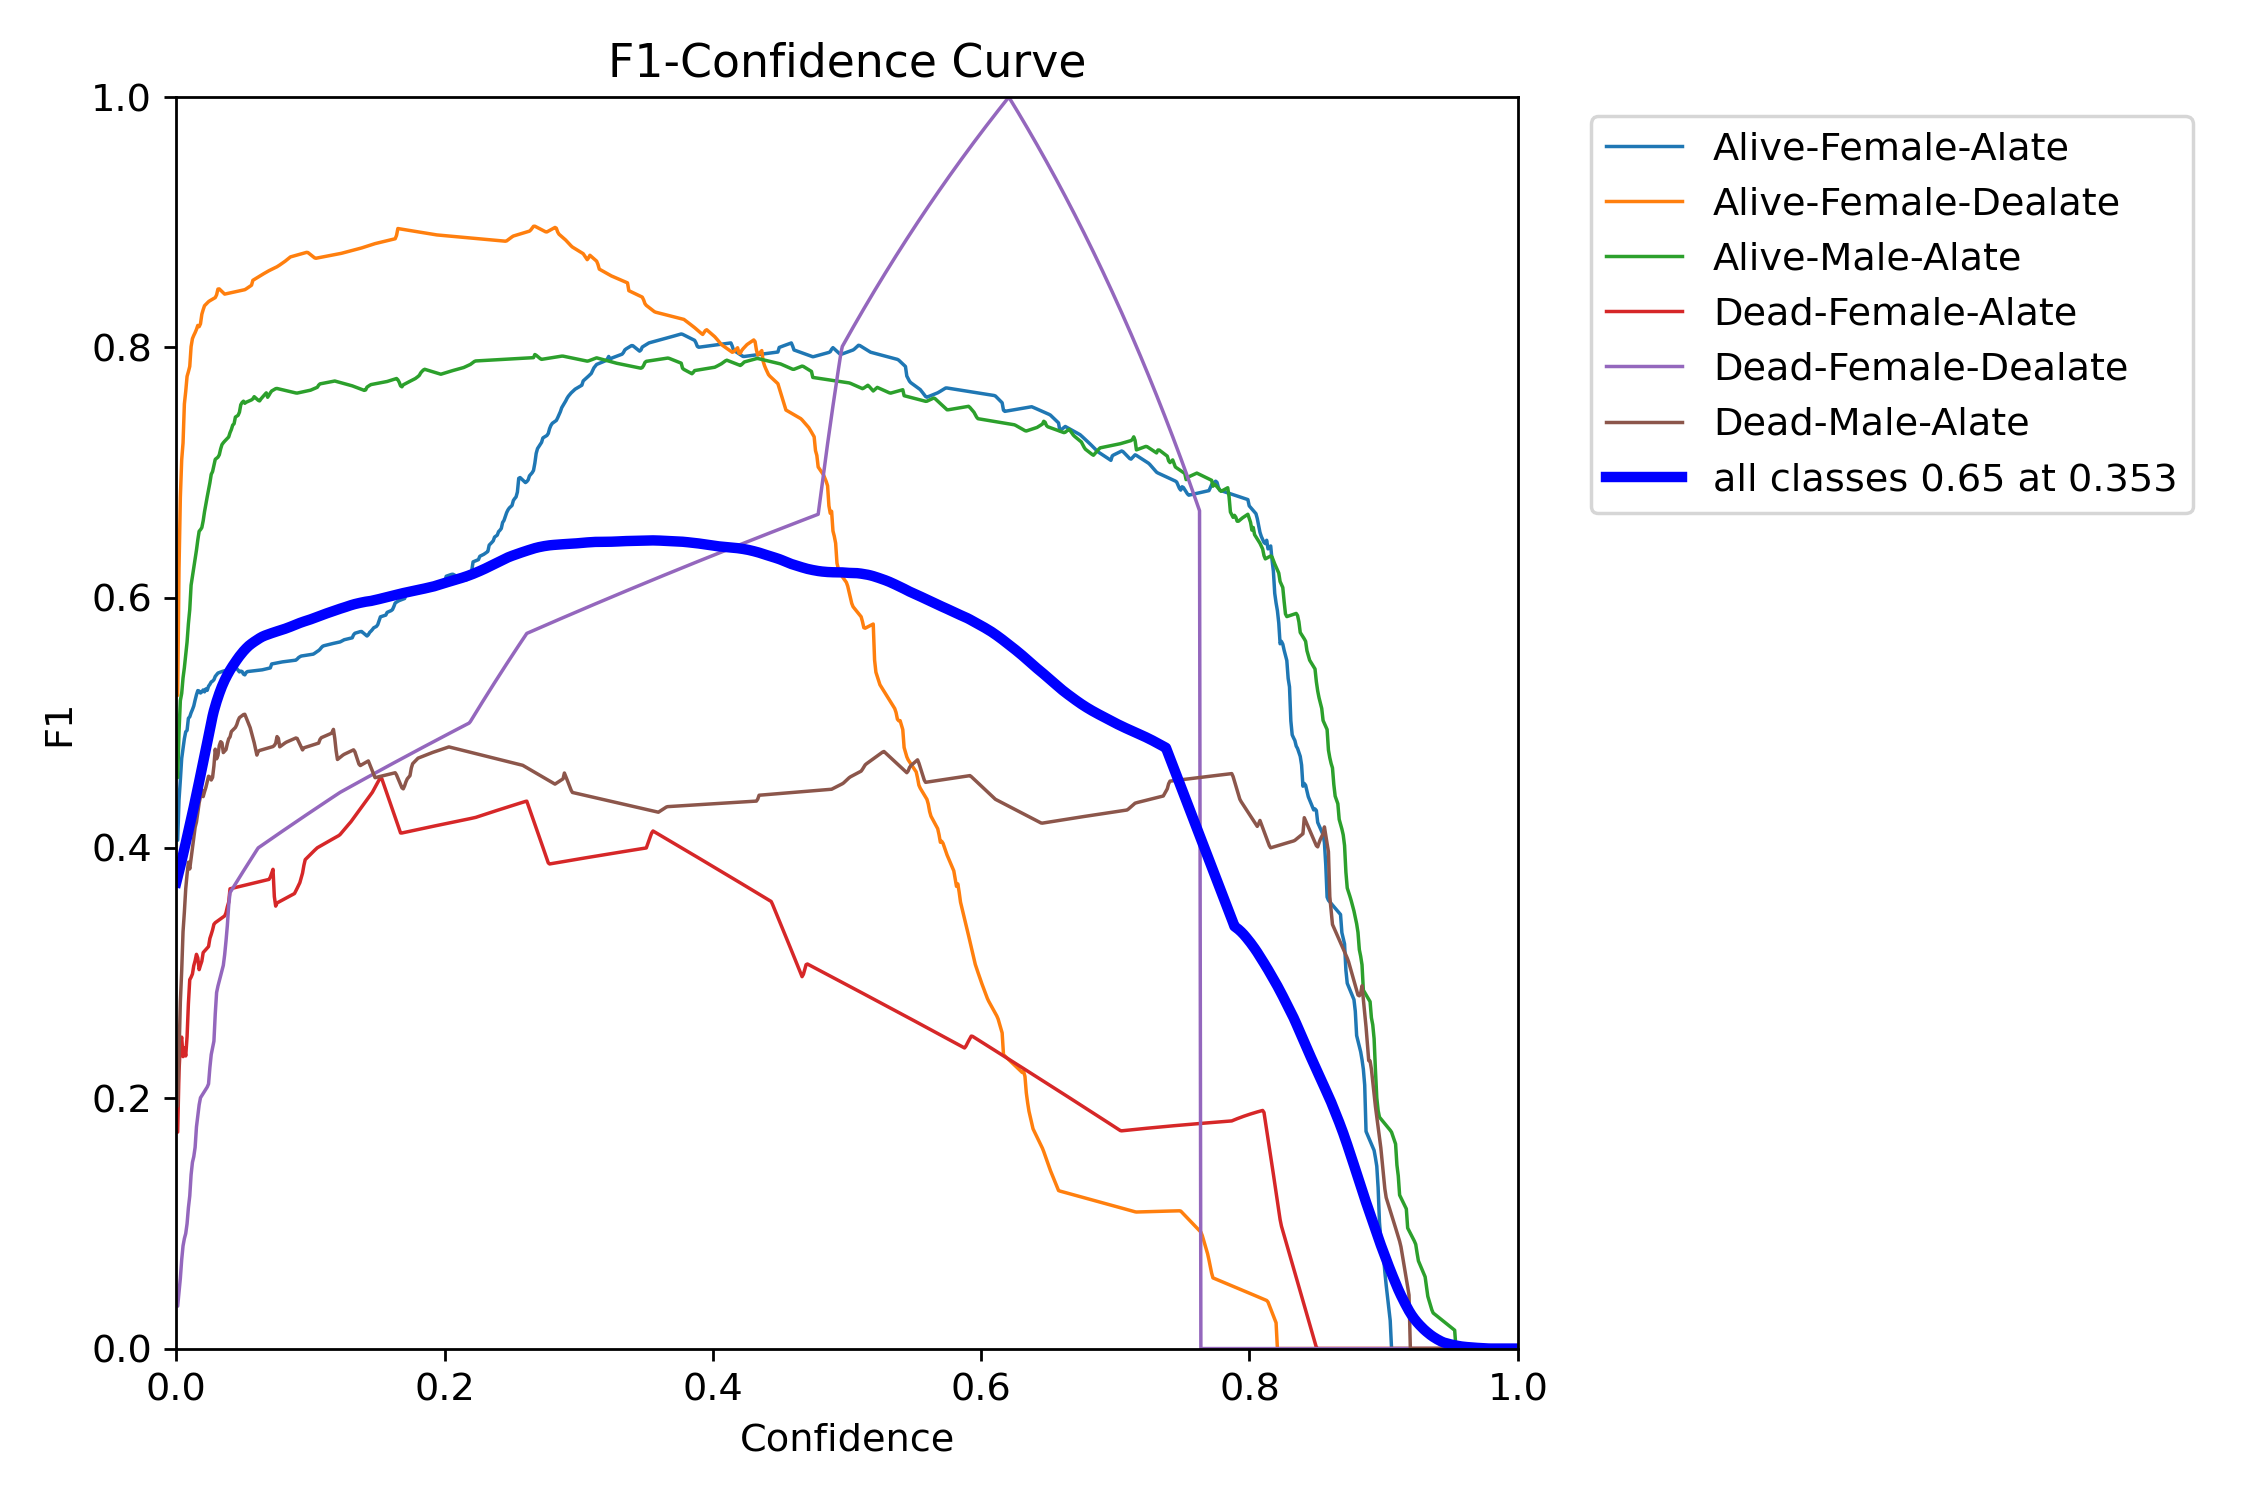 F1-Confidence Curve
1.0
0.8
0.6
0.4
0.2
0.0
F1
0.0 0.2 0.4 0.6 0.8 1.0
Confidence
Alive-Female-Alate
Alive-Female-Dealate
Alive-Male-Alate
Dead-Female-Alate
Dead-Female-Dealate
Dead-Male-Alate
all classes 0.65 at 0.353